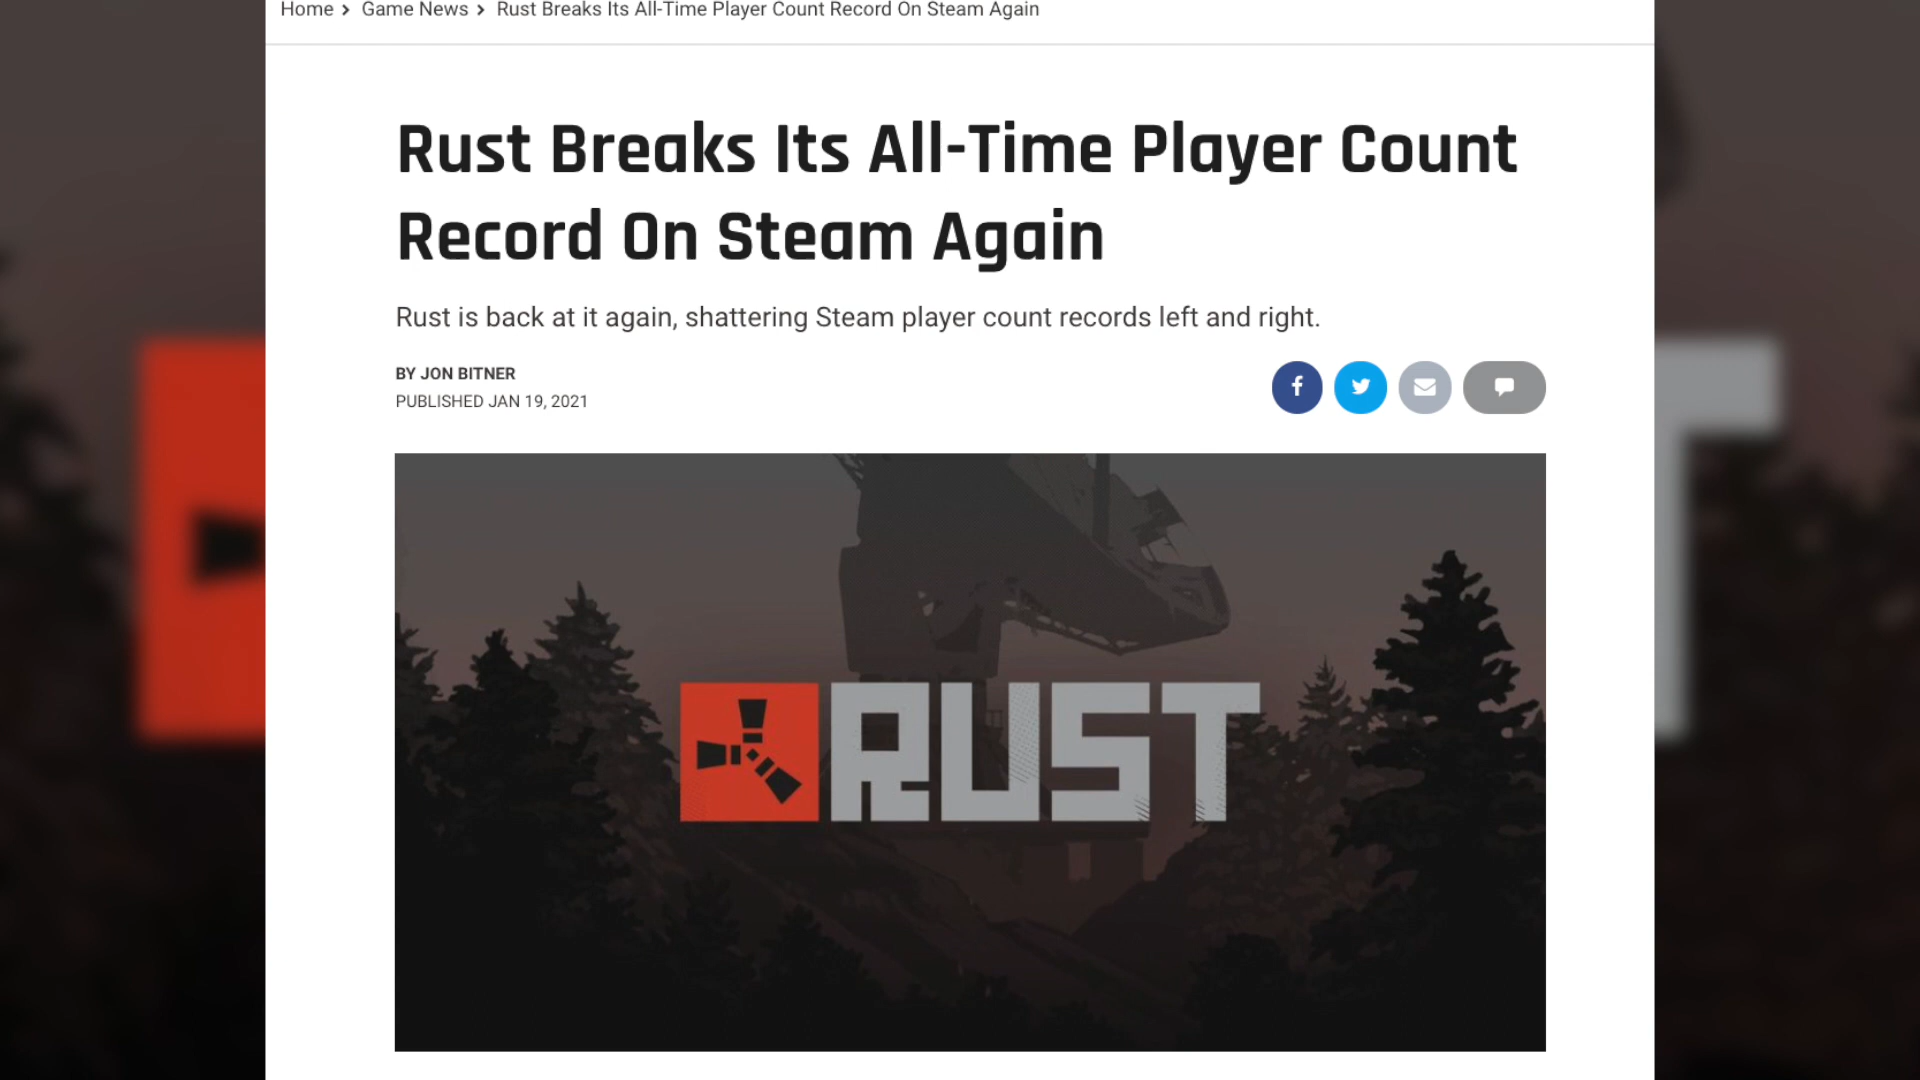 Home > Game News > Rust Breaks Its All-Time Player Count Record On Steam Again
Rust Breaks Its All-Time Player Count
Record On Steam Again
Rust is back at it again, shattering Steam player count records left and right.
BY JON BITNER
PUBLISHED JAN 19, 2021
RUST